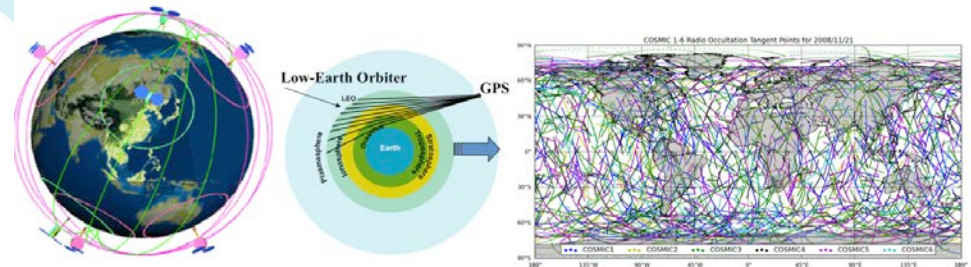 Low-Earth Orbiter
GPS
LEO
Plasmasphere
Ionosphere
Earth
Stratosphere
Troposphere
COSMIC 1-6 Radio Occultation Tangent Points for 2008/11/21
90°N
60°N
30°N
0°
30°S
60°S
90°S
COSMIC1 COSMIC2 COSMIC3 COSMIC4 COSMIC5 COSMIC6
180° 135°W 90°W 45°W 0° 45°E 90°E 135°E 180°